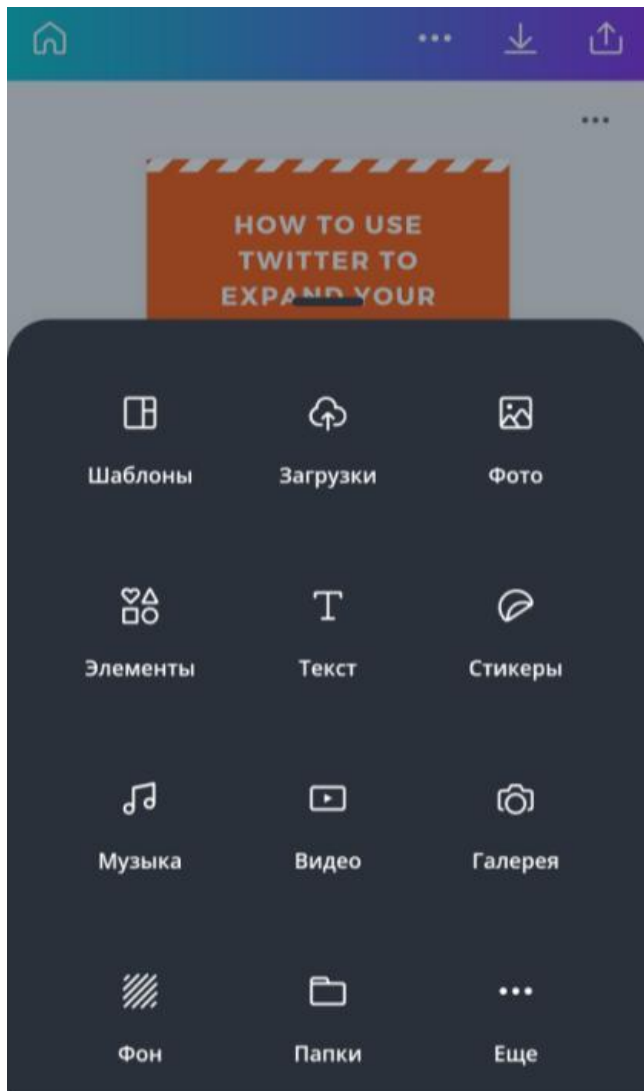 HOW TO USE
TWITTER TO
EXPAND YOUR
Шаблоны Загрузки Фото
Элементы Текст Стикеры
Музыка Видео Галерея
Фон Папки Еще